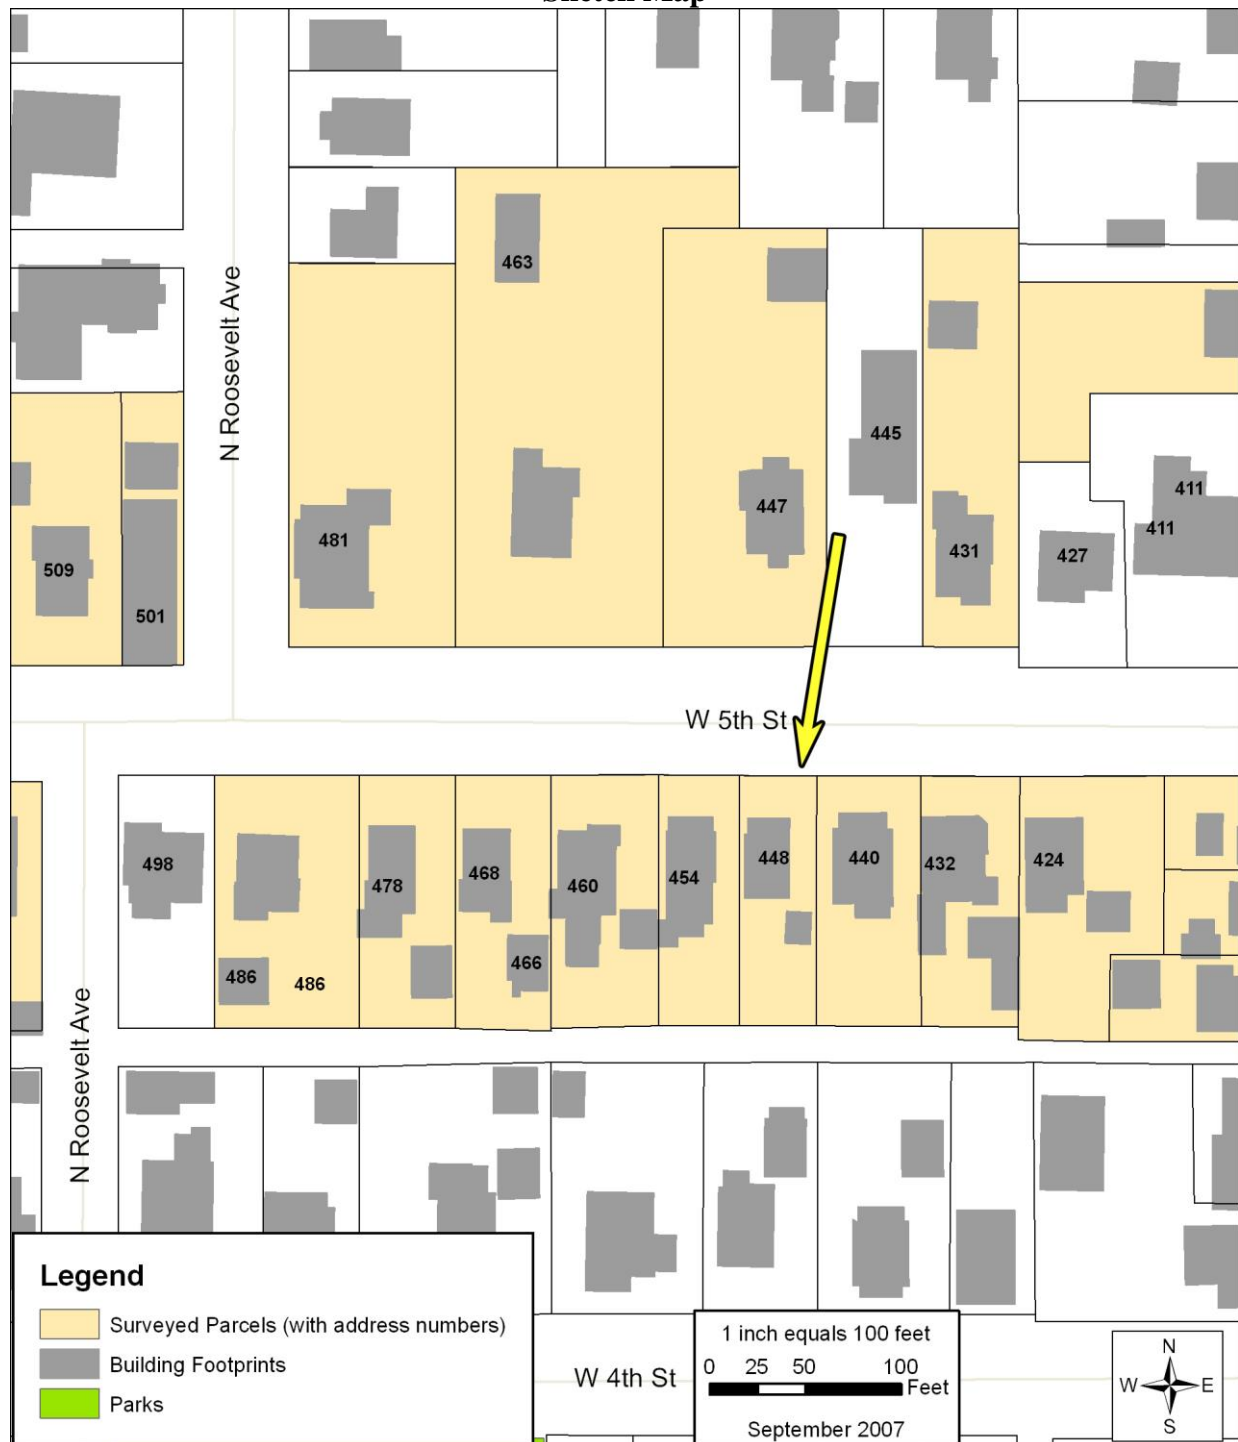 Sketch Map
N Roosevelt Ave
463
445
447
411
481
411
431
427
509
501
W 5th St
498
478
468
460
454
448
440
432
424
486
486
466
N Roosevelt Ave
Legend
Surveyed Parcels (with address numbers)
Building Footprints
Parks
W 4th St
1 inch equals 100 feet
0 25 50 100
Feet
September 2007
N
W E
S